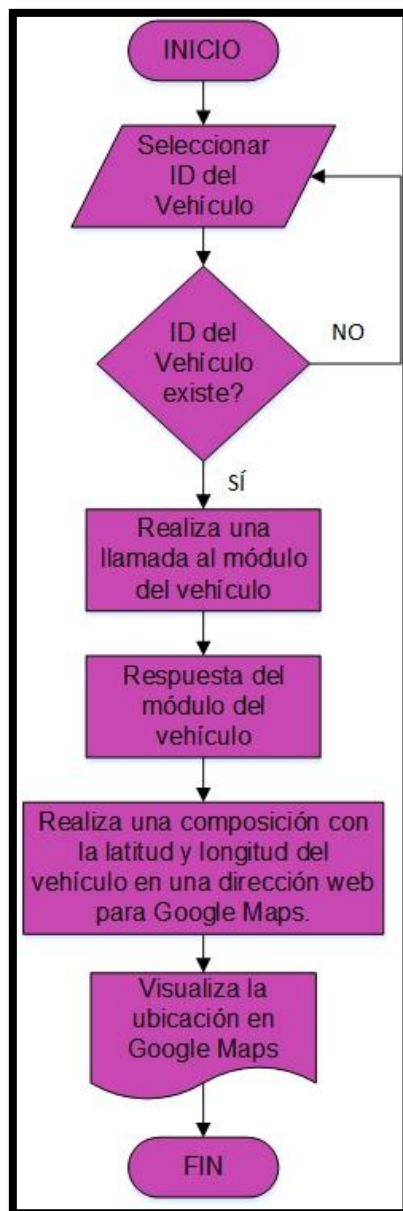 INICIO
Seleccionar
ID del
Vehículo
ID del
Vehículo
existe?
NO
SÍ
Realiza una
llamada al módulo
del vehículo
Respuesta del
módulo del
vehículo
Realiza una composición con
la latitud y longitud del
vehículo en una dirección web
para Google Maps.
Visualiza la
ubicación en
Google Maps
FIN